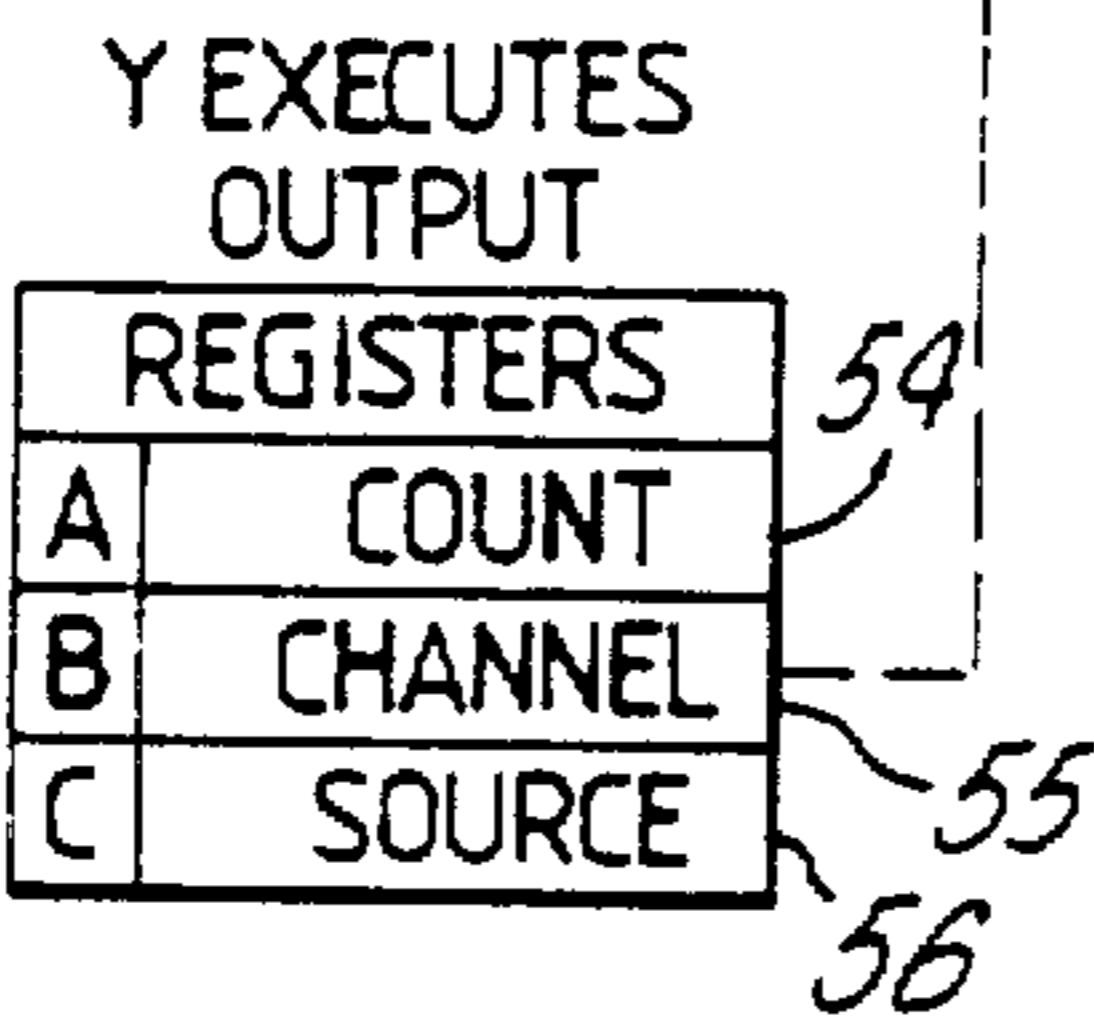 Y EXECUTES
OUTPUT
REGISTERS
A COUNT 54
B CHANNEL 55
C SOURCE 56